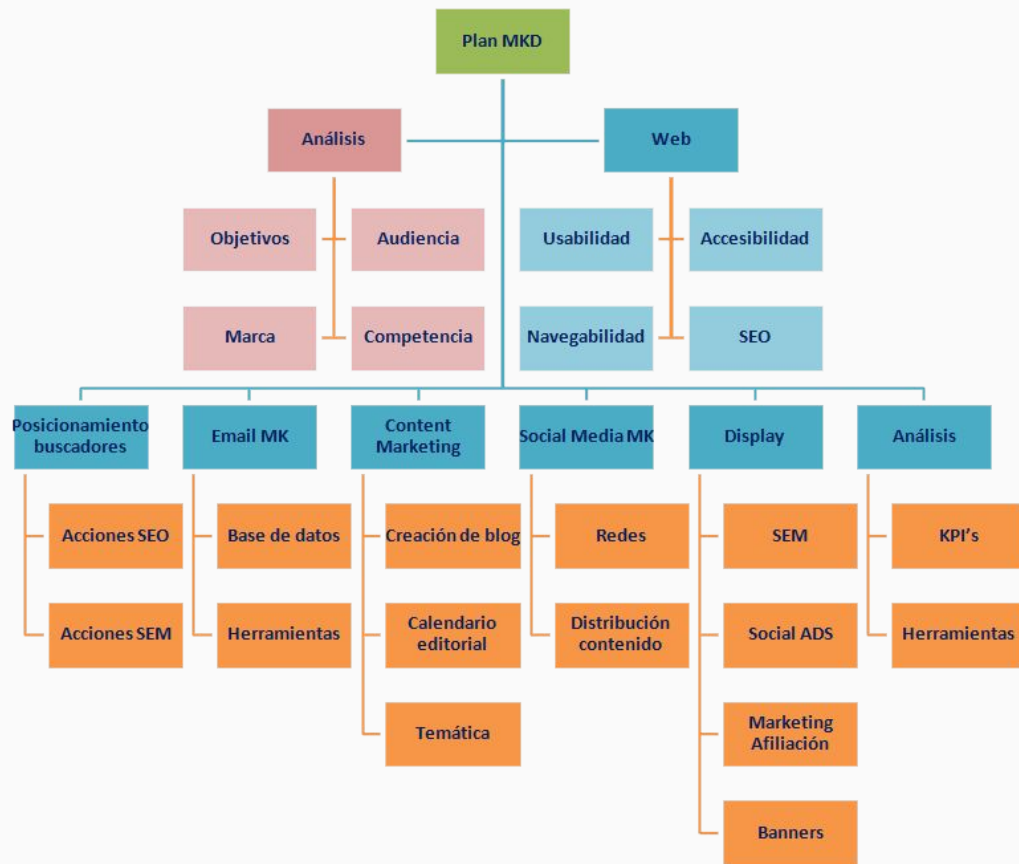 Plan MKD
Análisis
Web
Objetivos
Audiencia
Usabilidad
Accesibilidad
Marca
Competencia
Navegabilidad
SEO
Posicionamiento
buscadores
Email MK
Content
Marketing
Social Media MK
Display
Análisis
Acciones SEO
Base de datos
Creación de blog
Redes
SEM
KPI's
Acciones SEM
Herramientas
Calendario
editorial
Distribución
contenido
Social ADS
Herramientas
Temática
Marketing
Afiliación
Banners